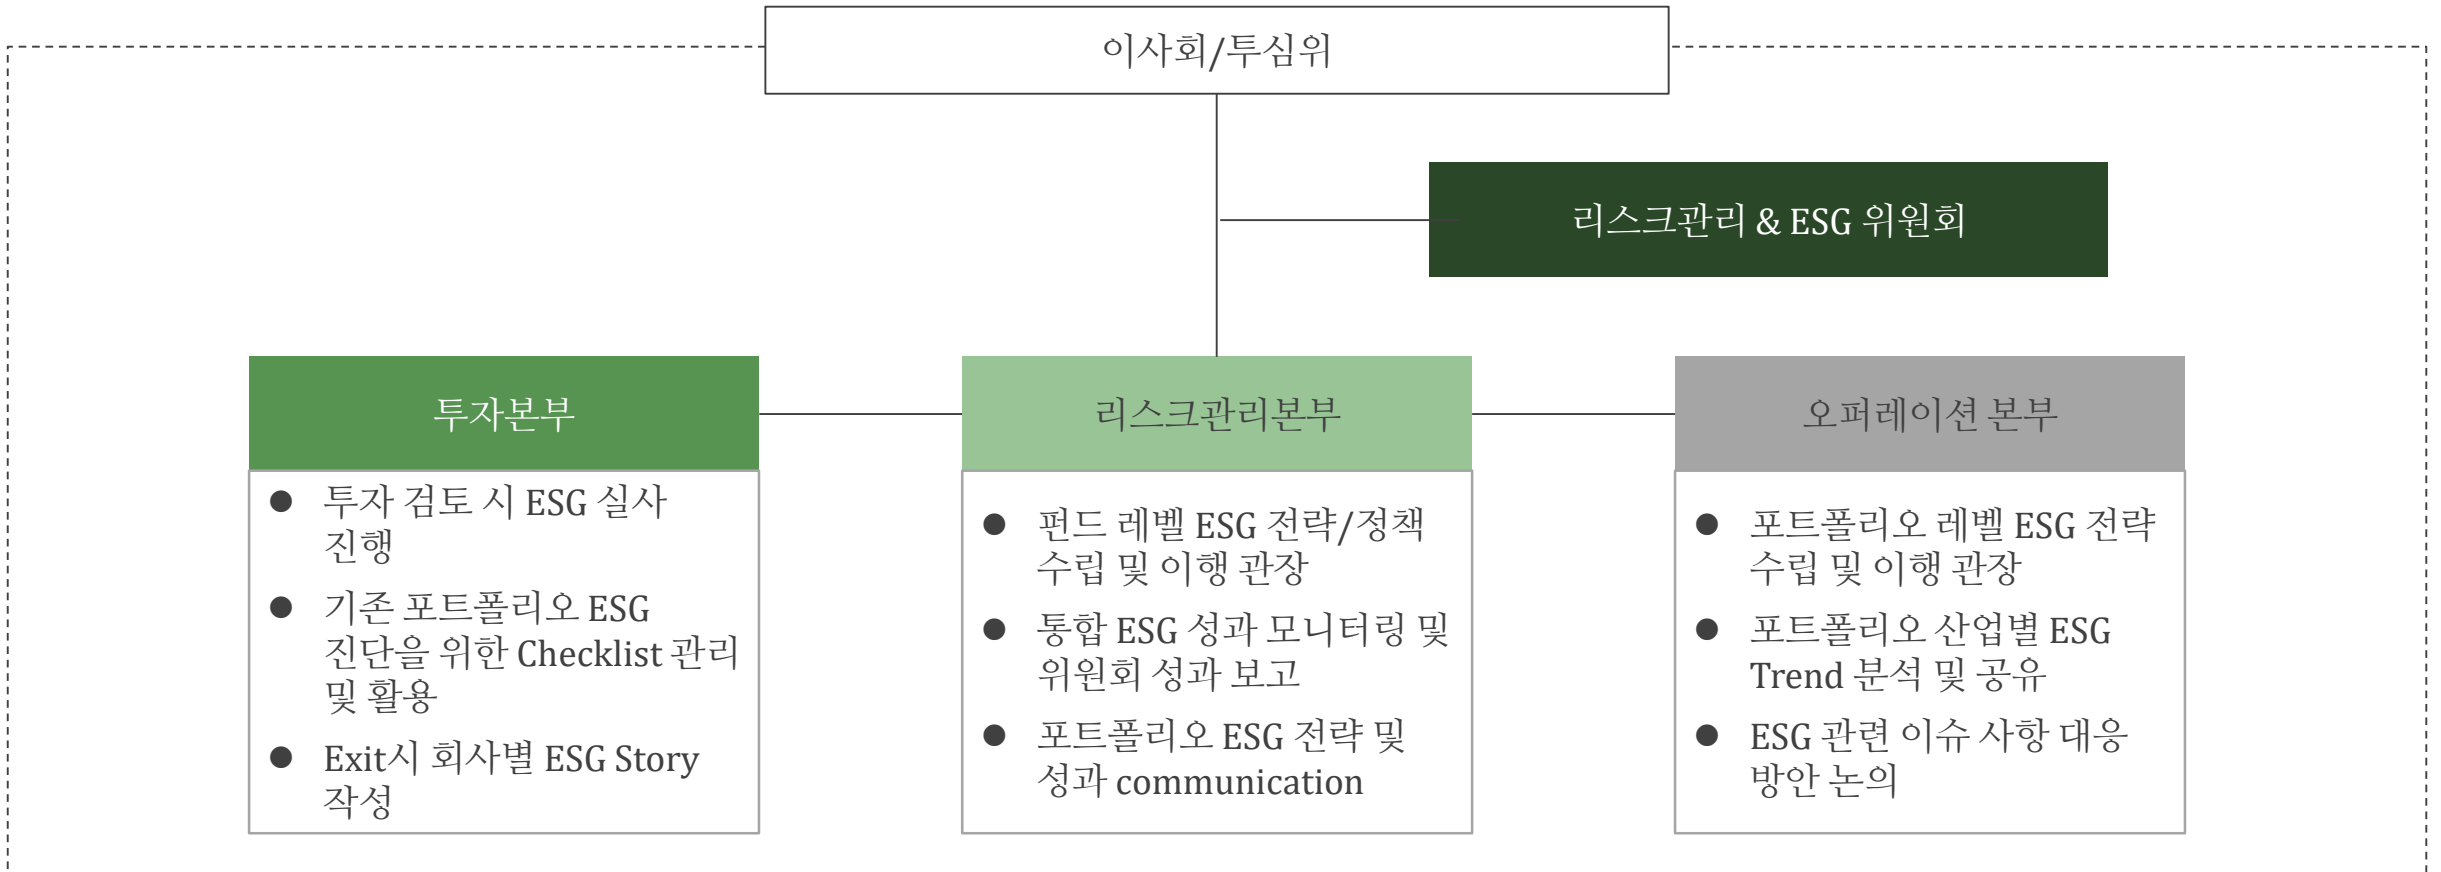 이사회/투심위
리스크관리 & ESG 위원회
투자본부
● 투자 검토 시 ESG 실사
진행
● 기존 포트폴리오 ESG
진단을 위한 Checklist 관리
및 활용
● Exit시 회사별 ESG Story
작성
리스크관리본부
● 펀드 레벨 ESG 전략/정책
수립 및 이행 관장
● 통합 ESG 성과 모니터링 및
위원회 성과 보고
● 포트폴리오 ESG 전략 및
성과 communication
오퍼레이션 본부
● 포트폴리오 레벨 ESG 전략
수립 및 이행 관장
● 포트폴리오 산업별 ESG
Trend 분석 및 공유
● ESG 관련 이슈 사항 대응
방안 논의